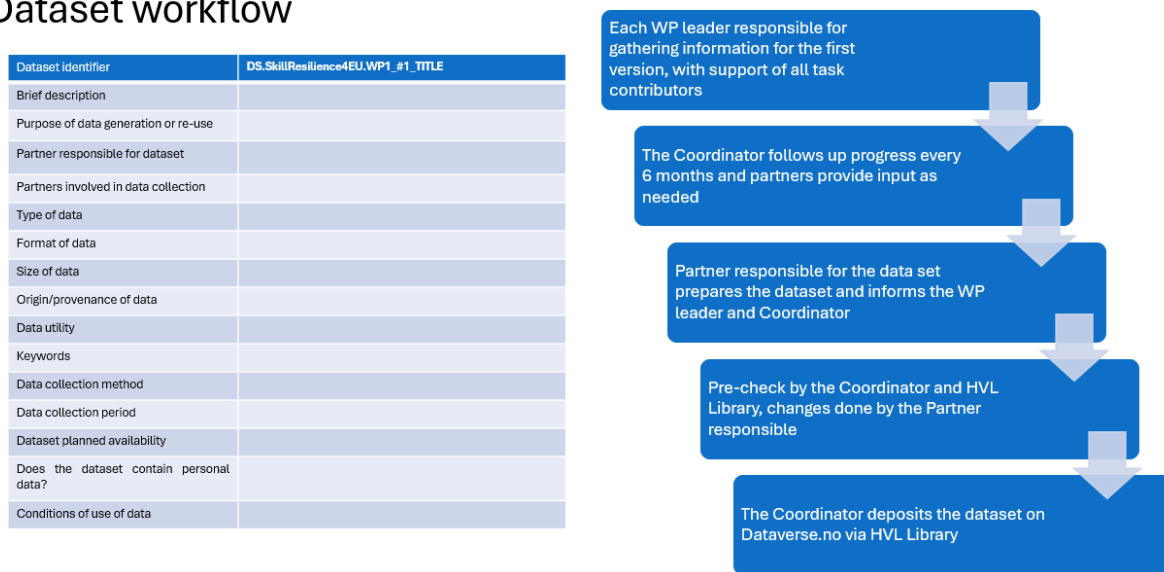 Dataset workflow
Dataset identifier DS.SkillResilience4EU.WP1_#1_TITLE
Brief description
Purpose of data generation or re-use
Partner responsible for dataset
Partners involved in data collection
Type of data
Format of data
Size of data
Origin/provenance of data
Data utility
Keywords
Data collection method
Data collection period
Dataset planned availability
Does the dataset contain personal
data?
Conditions of use of data
Each WP leader responsible for
gathering information for the first
version, with support of all task
contributors
The Coordinator follows up progress every
6 months and partners provide input as
needed
Partner responsible for the data set
prepares the dataset and informs the WP
leader and Coordinator
Pre-check by the Coordinator and HVL
Library, changes done by the Partner
responsible
The Coordinator deposits the dataset on
Dataverse.no via HVL Library